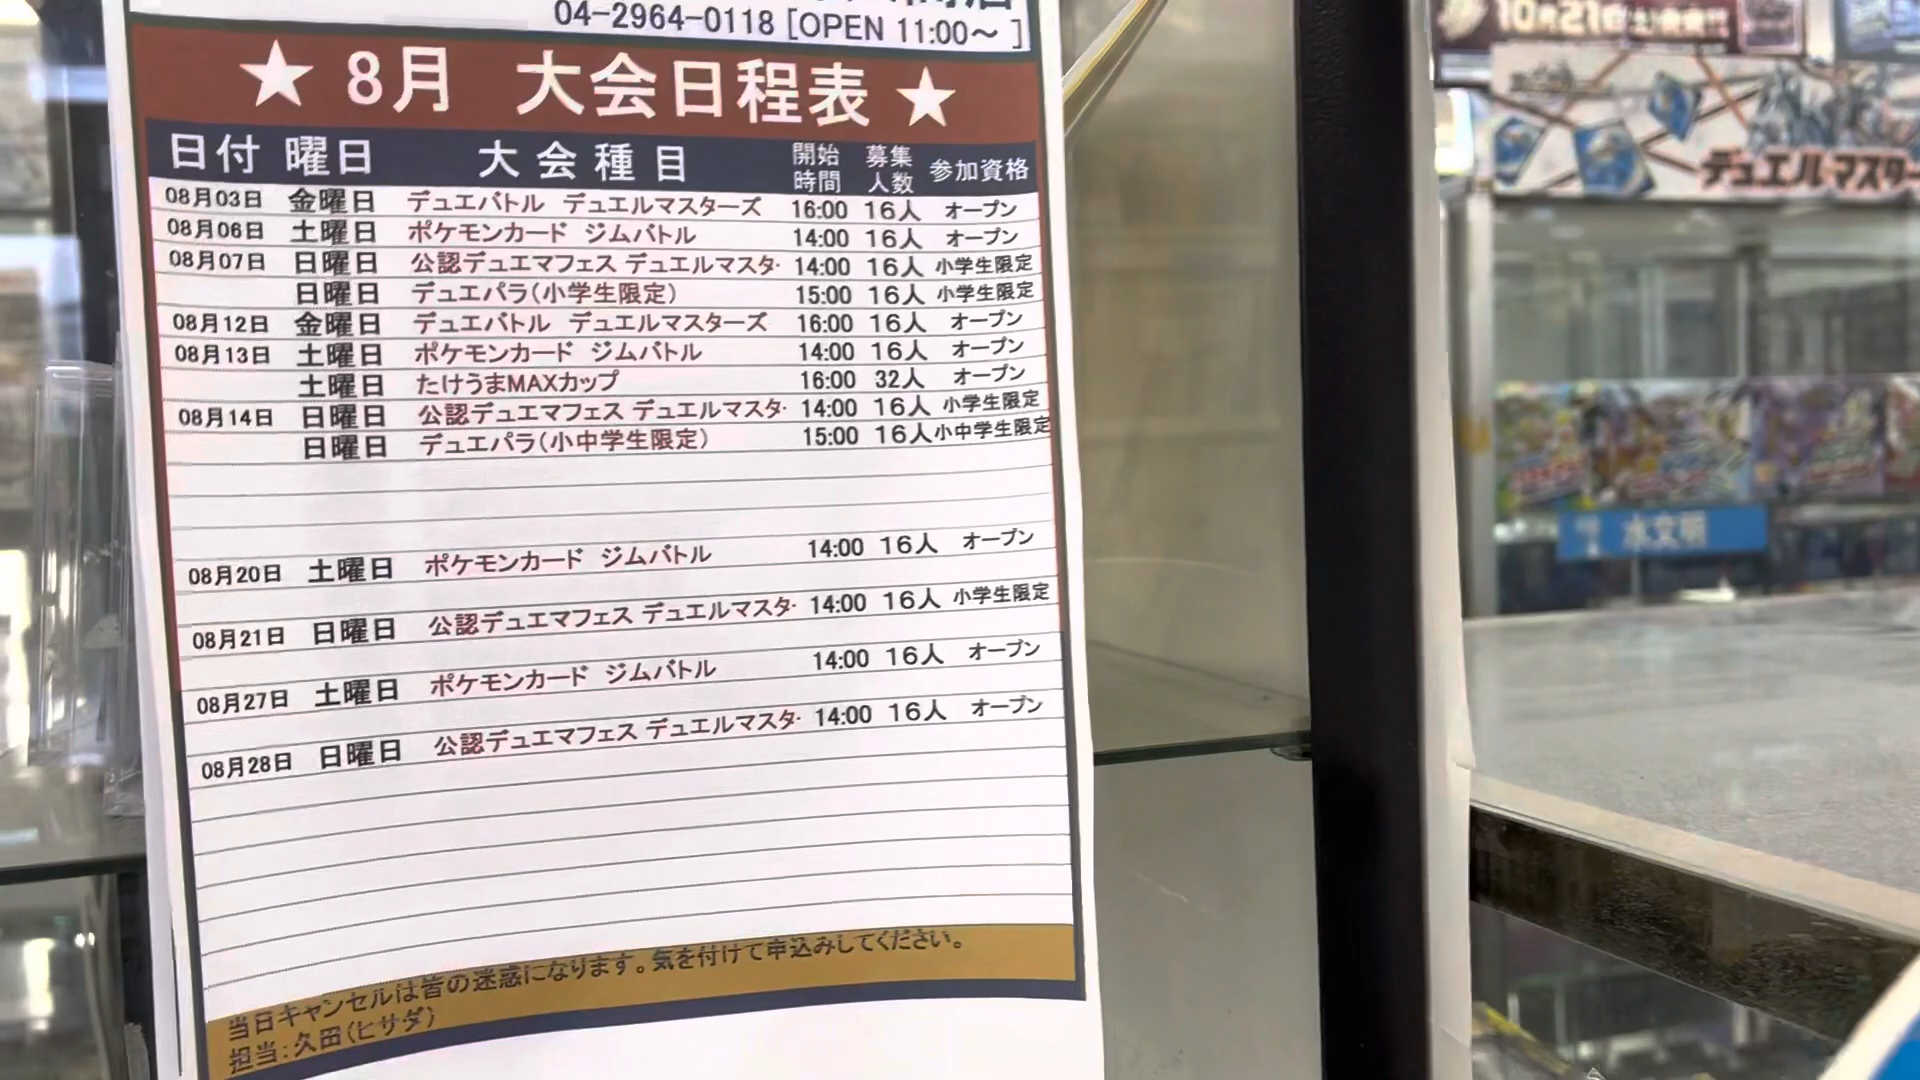 04-2964-0118 [OPEN 11:00～ ]
★ 8月 大会日程表 ★
日付 曜日 大会種目 開始時間 募集人数 参加資格
08月03日 金曜日 デュエバトル デュエルマスターズ 16:00 16人 オープン
08月06日 土曜日 ポケモンカード ジムバトル 14:00 16人 オープン
08月07日 日曜日 公認デュエマフェス デュエルマスタ 14:00 16人 小学生限定
日曜日 デュエパラ(小学生限定) 15:00 16人 小学生限定
08月12日 金曜日 デュエバトル デュエルマスターズ 16:00 16人 オープン
08月13日 土曜日 ポケモンカード ジムバトル 14:00 16人 オープン
土曜日 たけうまMAXカップ 16:00 32人 オープン
08月14日 日曜日 公認デュエマフェス デュエルマスタ 14:00 16人 小学生限定
日曜日 デュエパラ(小中学生限定) 15:00 16人 小中学生限定
08月20日 土曜日 ポケモンカード ジムバトル 14:00 16人 オープン
08月21日 日曜日 公認デュエマフェス デュエルマスタ 14:00 16人 小学生限定
08月27日 土曜日 ポケモンカード ジムバトル 14:00 16人 オープン
08月28日 日曜日 公認デュエマフェス デュエルマスタ 14:00 16人 オープン
当日キャンセルは皆の迷惑になります。気を付けて申込みしてください。
担当:久田(ヒサダ)
10月21日
デュエル・マスター
水文明